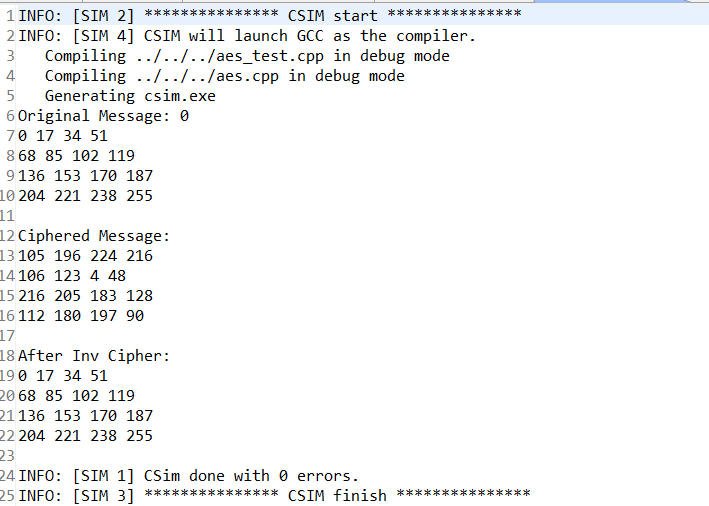 1 INFO: [SIM 2] *************** CSIM start ***************
2 INFO: [SIM 4] CSIM will launch GCC as the compiler.
3    Compiling ../../../aes_test.cpp in debug mode
4    Compiling ../../../aes.cpp in debug mode
5    Generating csim.exe
6 Original Message: 0
7 0 17 34 51
8 68 85 102 119
9 136 153 170 187
10 204 221 238 255
11
12 Ciphered Message:
13 105 196 224 216
14 106 123 4 48
15 216 205 183 128
16 112 180 197 90
17
18 After Inv Cipher:
19 0 17 34 51
20 68 85 102 119
21 136 153 170 187
22 204 221 238 255
23
24 INFO: [SIM 1] CSim done with 0 errors.
25 INFO: [SIM 3] *************** CSIM finish ***************